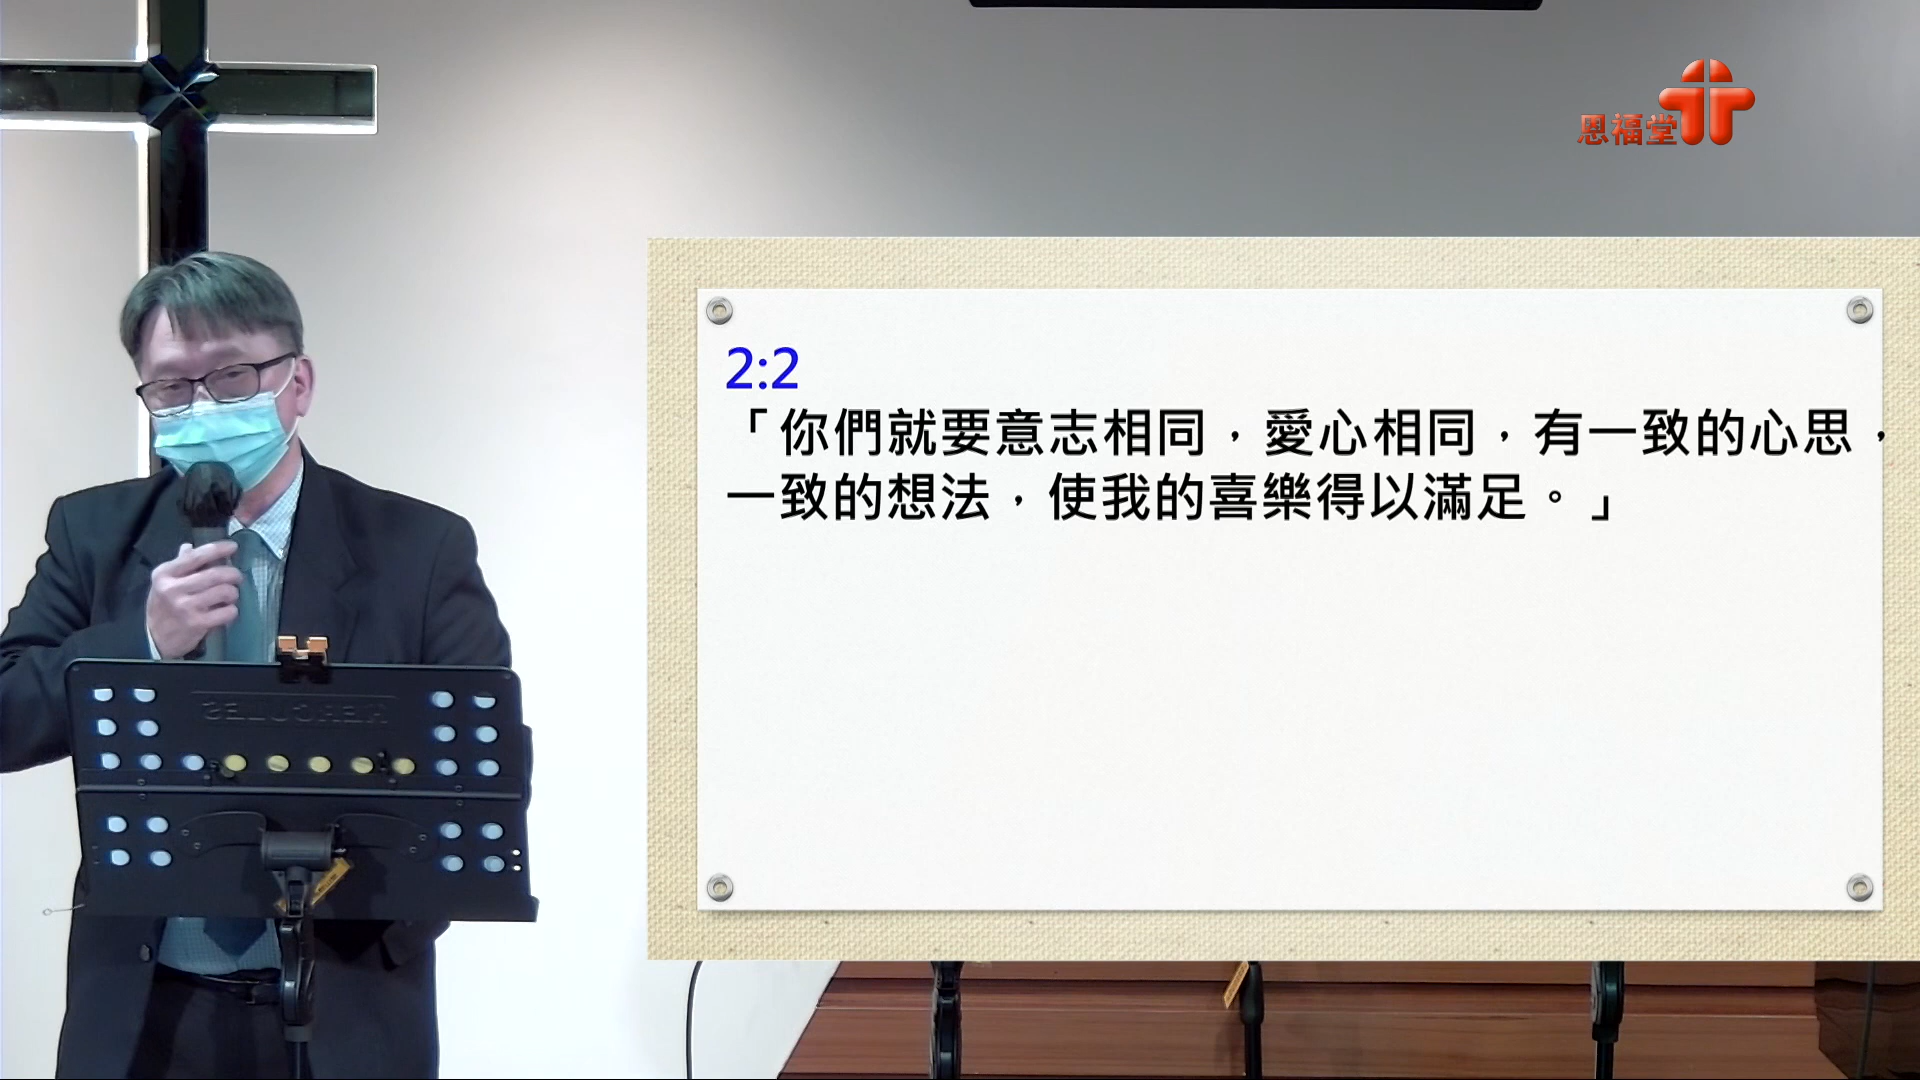 恩福堂
2:2
「你們就要意志相同，愛心相同，有一致的心思，
一致的想法，使我的喜樂得以滿足。」
HERCULES